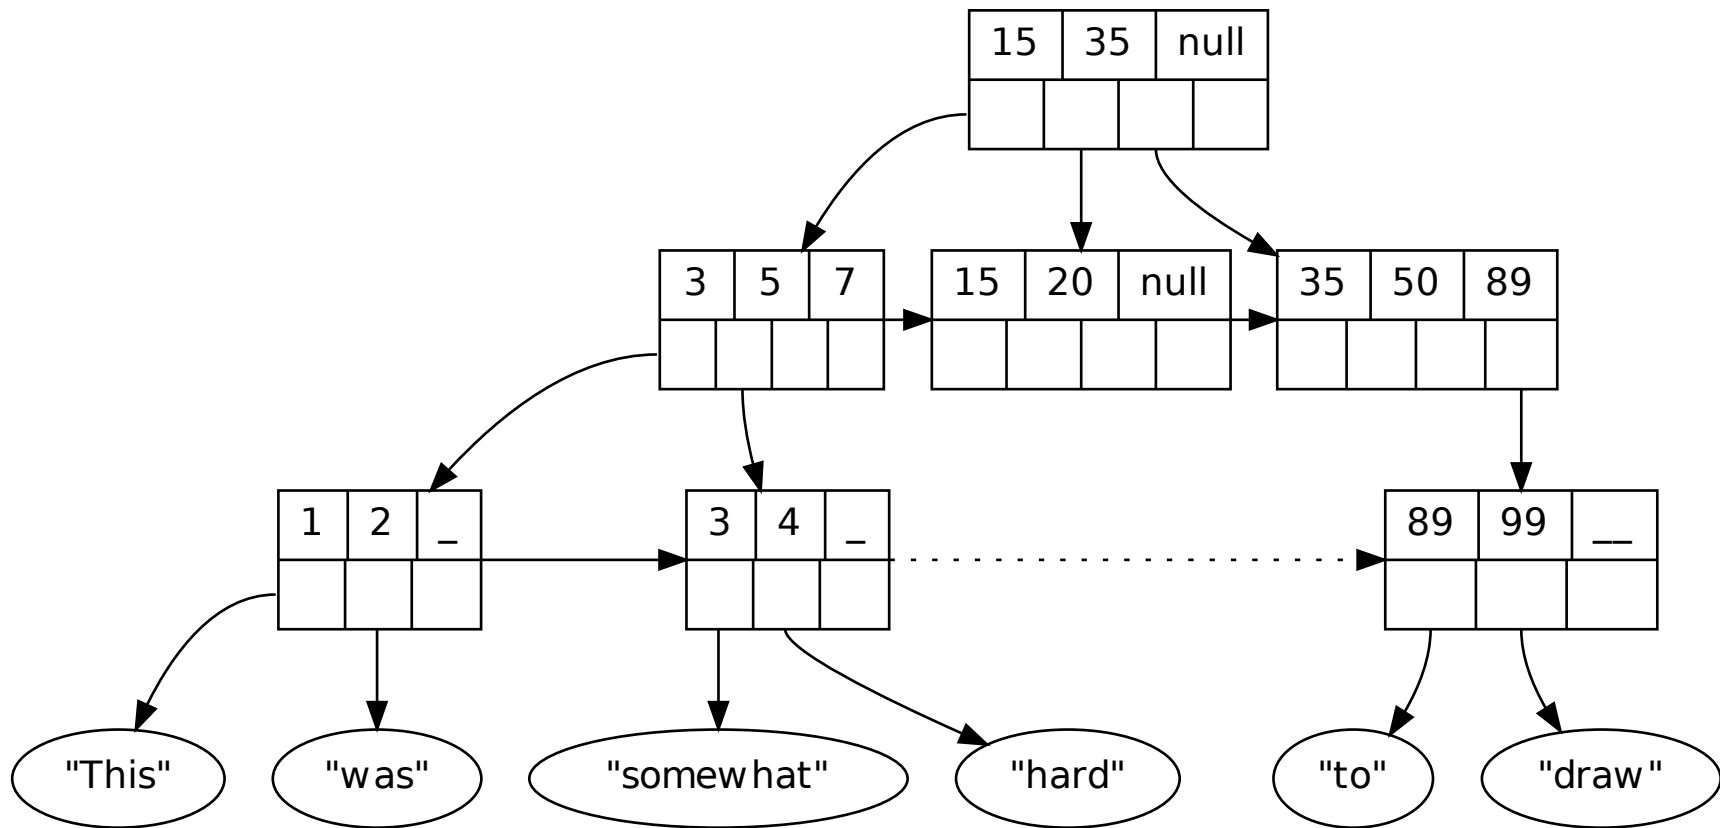 15 35 null
3 5 7 15 20 null 35 50 89
1 2 _ 3 4 _ 89 99 __
"This" "was" "somewhat" "hard" "to" "draw"